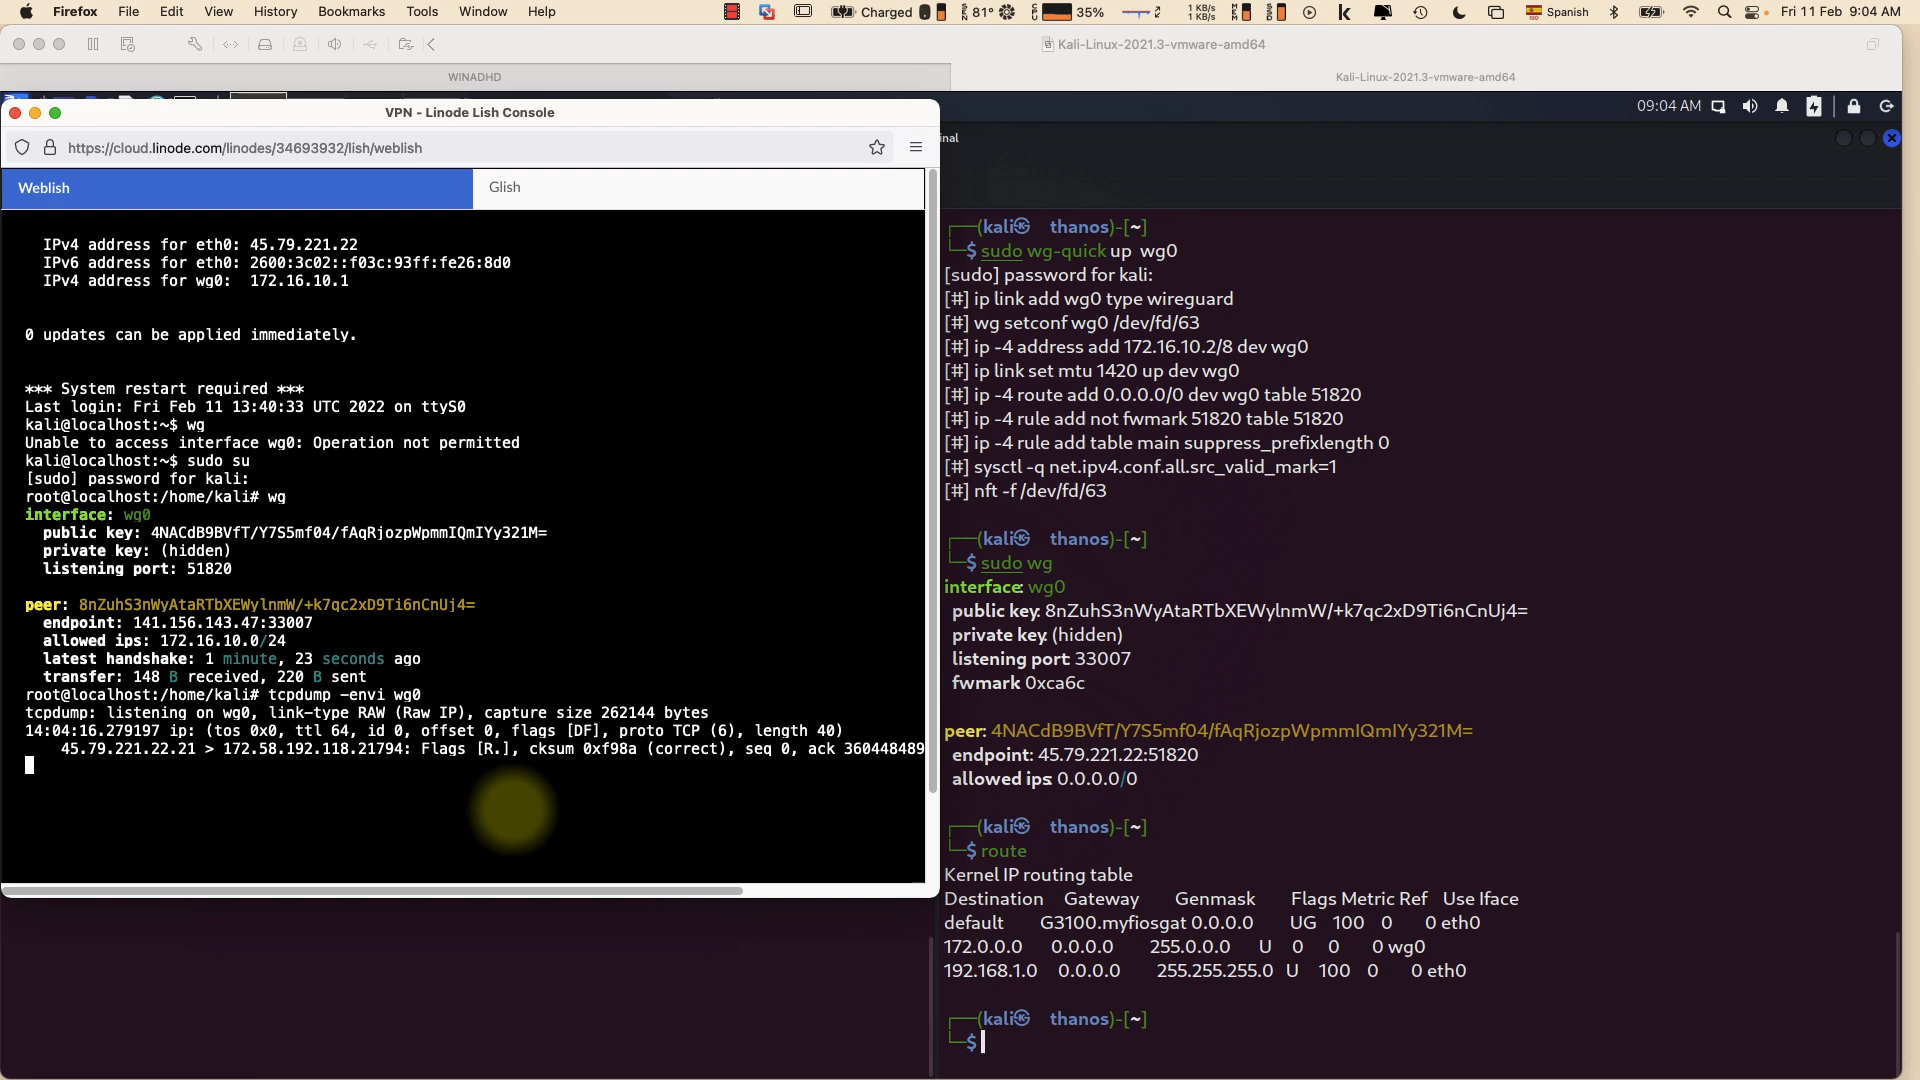 Firefox File Edit View History Bookmarks Tools Window Help Charged 81° 35% 1 KB/s 1 KB/s Spanish Fri 11 Feb 9:04 AM
Kali-Linux-2021.3-vmware-amd64
WINADHD
Kali-Linux-2021.3-vmware-amd64
09:04 AM
VPN - Linode Lish Console
inal
https://cloud.linode.com/linodes/34693932/lish/weblish
Weblish
Glish
IPv4 address for eth0: 45.79.221.22
IPv6 address for eth0: 2600:3c02::f03c:93ff:fe26:8d0
IPv4 address for wg0: 172.16.10.1
0 updates can be applied immediately.
*** System restart required ***
Last login: Fri Feb 11 13:40:33 UTC 2022 on ttyS0
kali@localhost:~$ wg
Unable to access interface wg0: Operation not permitted
kali@localhost:~$ sudo su
[sudo] password for kali:
root@localhost:/home/kali# wg
interface: wg0
public key: 4NACdB9BVfT/Y7S5mf04/fAqRjozpWpmmIQmIYy321M=
private key: (hidden)
listening port: 51820
peer: 8nZuhS3nWyAtaRTbXEWylnmW/+k7qc2xD9Ti6nCnUj4=
endpoint: 141.156.143.47:33007
allowed ips: 172.16.10.0/24
latest handshake: 1 minute, 23 seconds ago
transfer: 148 B received, 220 B sent
root@localhost:/home/kali# tcpdump -envi wg0
tcpdump: listening on wg0, link-type RAW (Raw IP), capture size 262144 bytes
14:04:16.279197 ip: (tos 0x0, ttl 64, id 0, offset 0, flags [DF], proto TCP (6), length 40)
45.79.221.22.21 > 172.58.192.118.21794: Flags [R.], cksum 0xf98a (correct), seq 0, ack 360448489
(kali㉿ thanos)-[~]
$ sudo wg-quick up wg0
[sudo] password for kali:
[#] ip link add wg0 type wireguard
[#] wg setconf wg0 /dev/fd/63
[#] ip -4 address add 172.16.10.2/8 dev wg0
[#] ip link set mtu 1420 up dev wg0
[#] ip -4 route add 0.0.0.0/0 dev wg0 table 51820
[#] ip -4 rule add not fwmark 51820 table 51820
[#] ip -4 rule add table main suppress_prefixlength 0
[#] sysctl -q net.ipv4.conf.all.src_valid_mark=1
[#] nft -f /dev/fd/63
(kali㉿ thanos)-[~]
$ sudo wg
interface: wg0
public key: 8nZuhS3nWyAtaRTbXEWylnmW/+k7qc2xD9Ti6nCnUj4=
private key: (hidden)
listening port: 33007
fwmark: 0xca6c
peer: 4NACdB9BVfT/Y7S5mf04/fAqRjozpWpmmIQmIYy321M=
endpoint: 45.79.221.22:51820
allowed ips: 0.0.0.0/0
(kali㉿ thanos)-[~]
$ route
Kernel IP routing table
Destination Gateway Genmask Flags Metric Ref Use Iface
default G3100.myfiosgat 0.0.0.0 UG 100 0 0 eth0
172.0.0.0 0.0.0.0 255.0.0.0 U 0 0 0 wg0
192.168.1.0 0.0.0.0 255.255.255.0 U 100 0 0 eth0
(kali㉿ thanos)-[~]
$